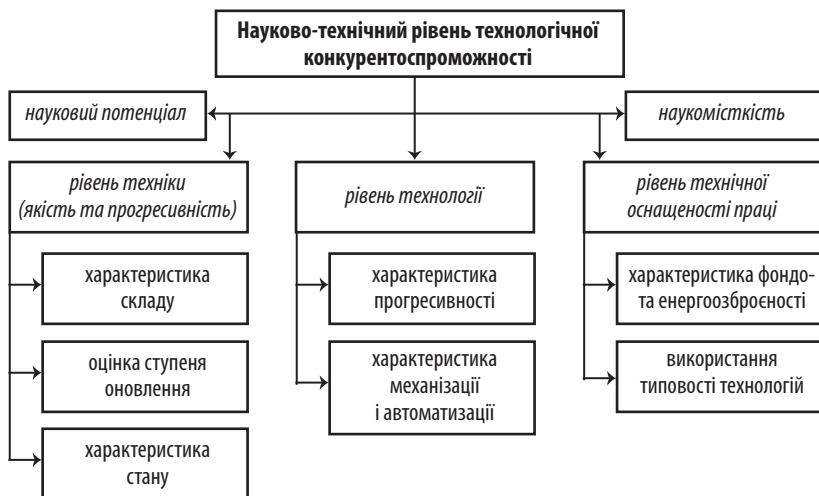 Науково-технічний рівень технологічної
конкурентоспроможності
науковий потенціал
наукомісткість
рівень техніки
(якість та прогресивність)
рівень технології
рівень технічної
оснащеності праці
характеристика
складу
оцінка ступеня
оновлення
характеристика
стану
характеристика
прогресивності
характеристика
механізації
і автоматизації
характеристика фондо-
та енергоозброєності
використання
типовості технологій